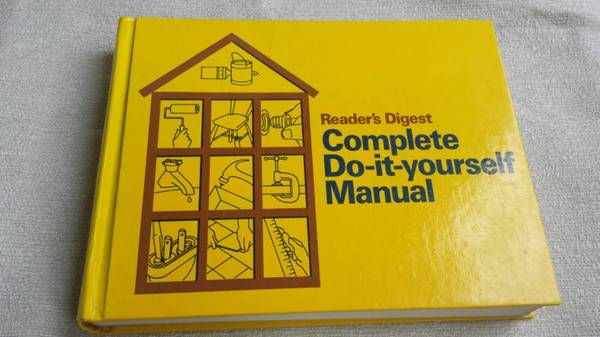 Reader's Digest
Complete
Do-it-yourself
Manual